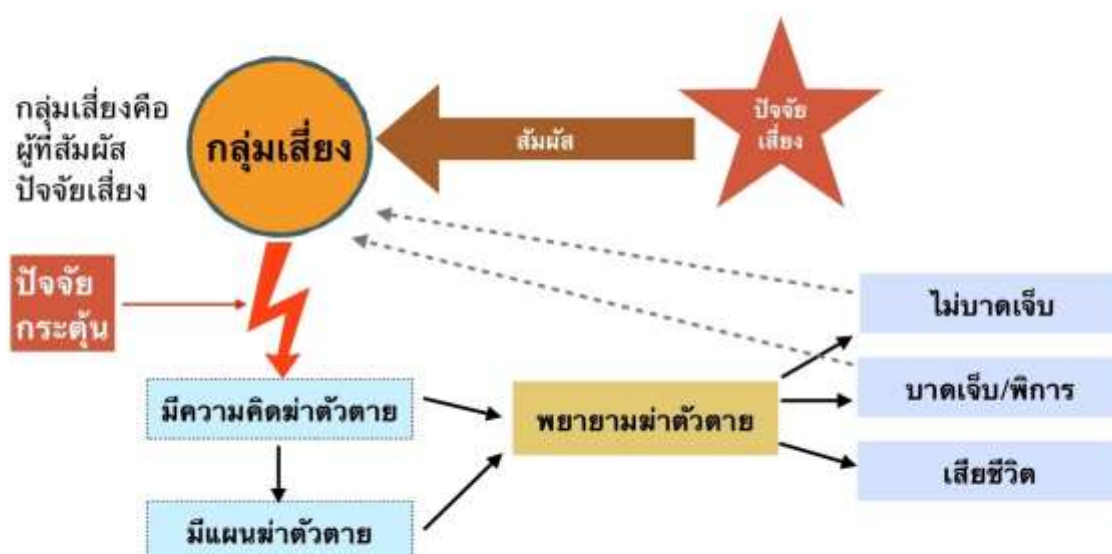 กลุ่มเสี่ยงคือ
ผู้ที่สัมผัส
ปัจจัยเสี่ยง
กลุ่มเสี่ยง
สัมผัส
ปัจจัย
เสี่ยง
ปัจจัย
กระตุ้น
มีความคิดฆ่าตัวตาย
มีแผนฆ่าตัวตาย
พยายามฆ่าตัวตาย
ไม่บาดเจ็บ
บาดเจ็บ/พิการ
เสียชีวิต